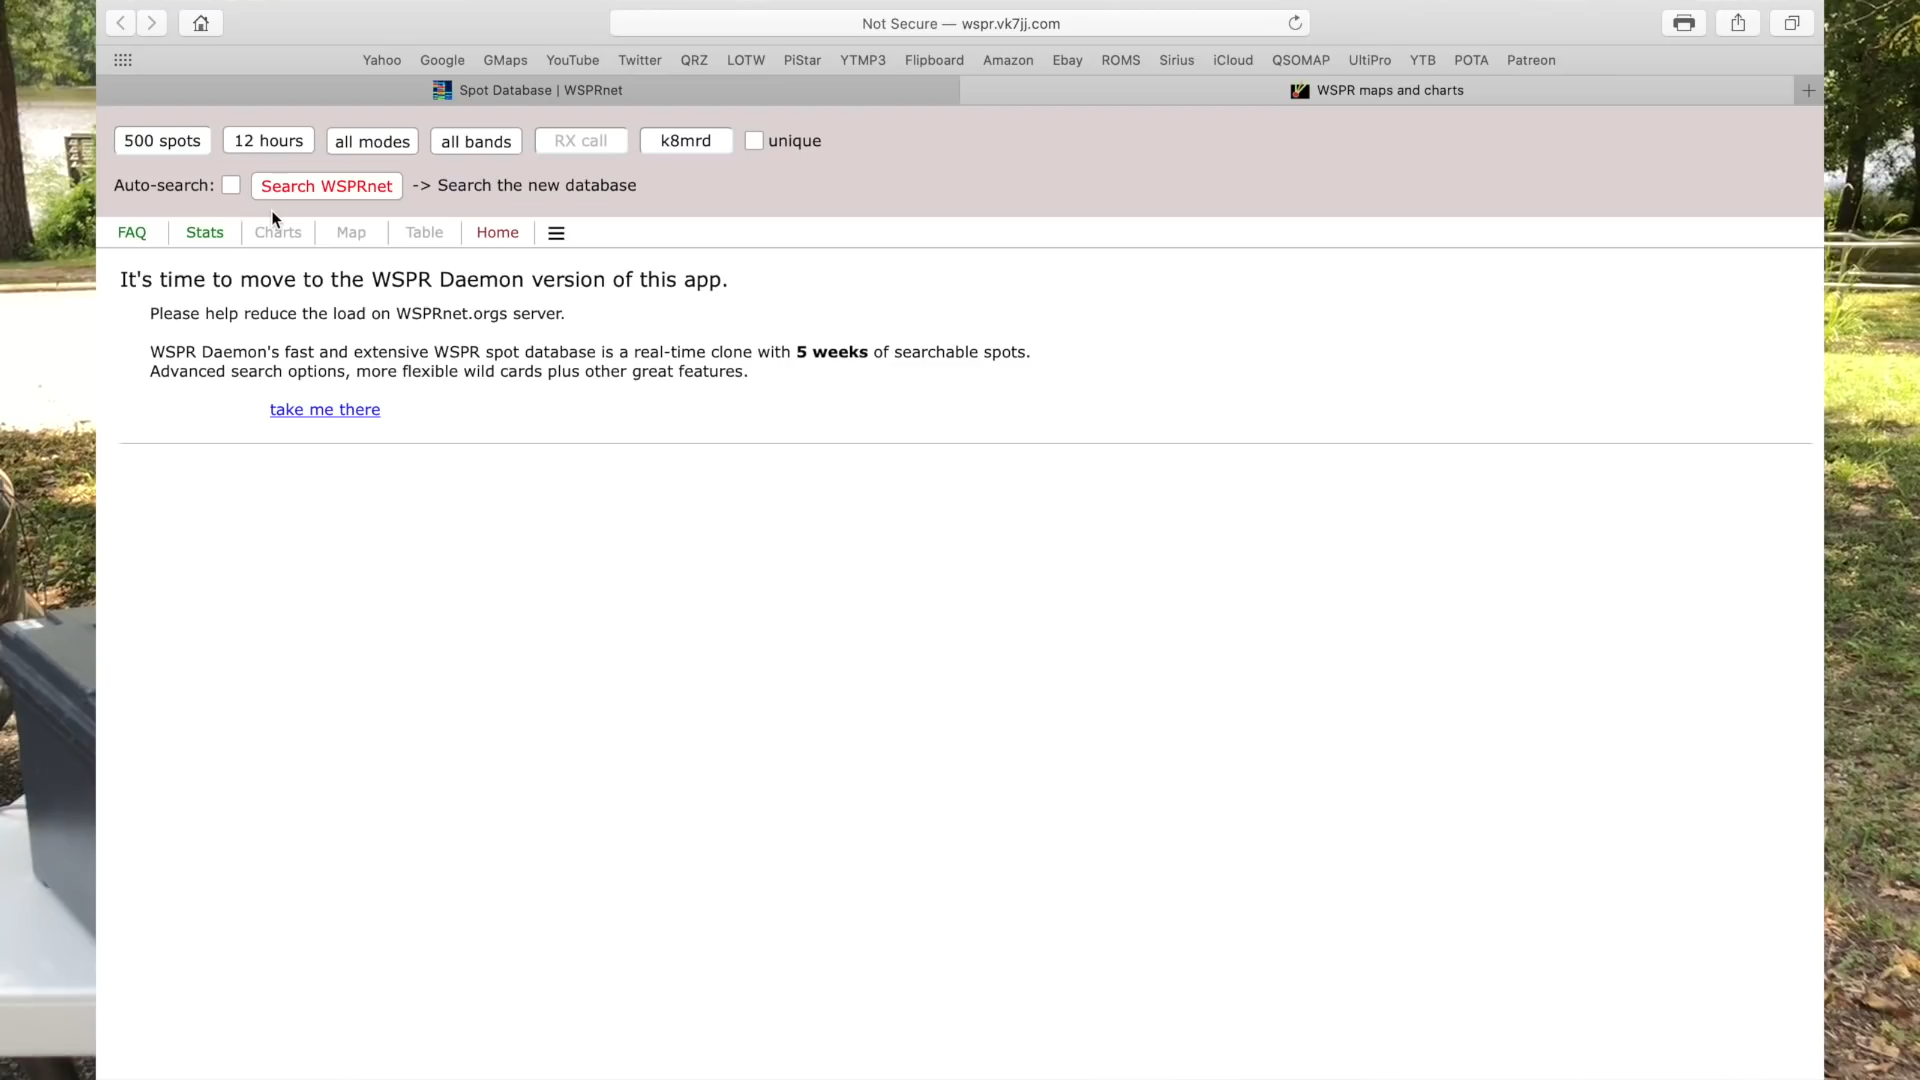 Not Secure — wspr.vk7jj.com
Yahoo Google GMaps YouTube Twitter QRZ LOTW PiStar YTMP3 Flipboard Amazon Ebay ROMS Sirius iCloud QSOMAP UltiPro YTB POTA Patreon
Spot Database | WSPRnet WSPR maps and charts
500 spots 12 hours all modes all bands RX call k8mrd unique
Auto-search: Search WSPRnet -> Search the new database
FAQ Stats Charts Map Table Home
It's time to move to the WSPR Daemon version of this app.
Please help reduce the load on WSPRnet.orgs server.
WSPR Daemon's fast and extensive WSPR spot database is a real-time clone with 5 weeks of searchable spots.
Advanced search options, more flexible wild cards plus other great features.
take me there